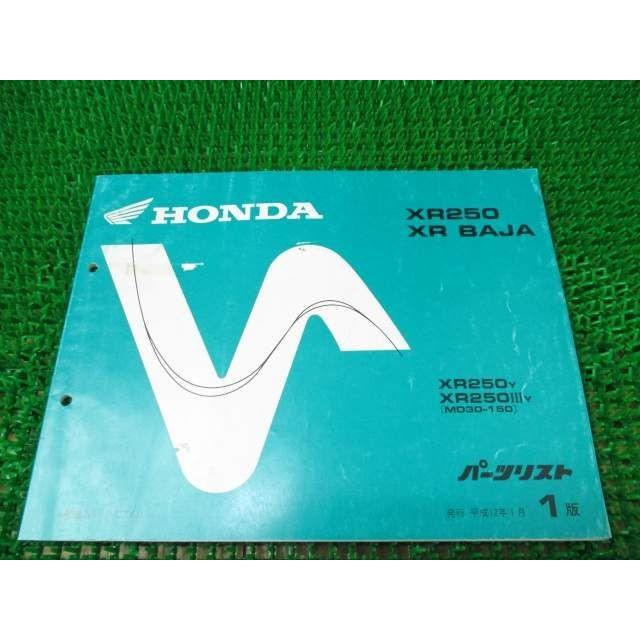 HONDA
XR250
XR BAJA
XR250Y
XR250IIIY
(MD30-150)
パーツリスト
発行 平成12年1月 1版